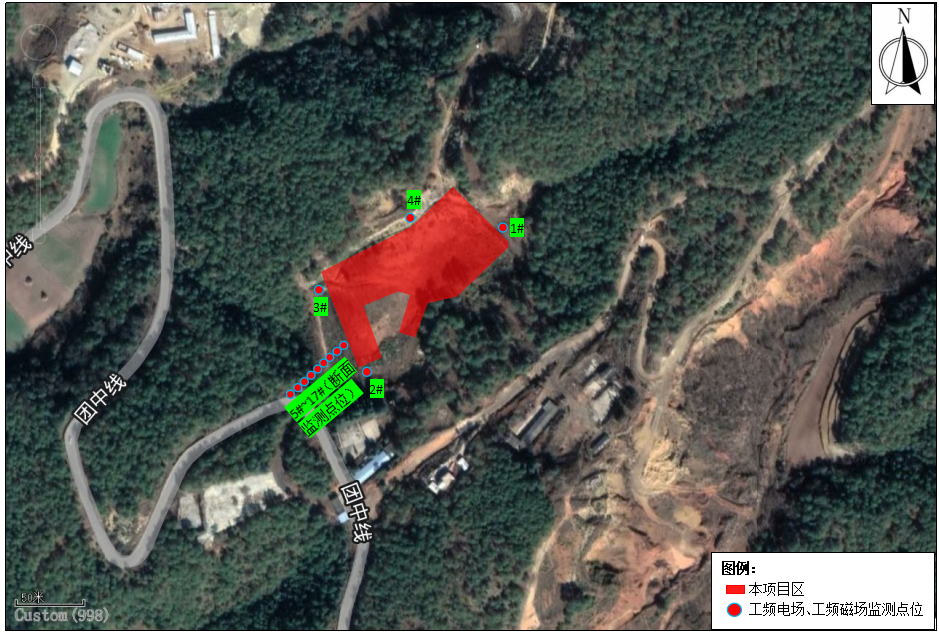 N
4#
1#
团中线
3#
团中线
5#~17#(断面
监测点位)
2#
团中线
图例:
本项目区
工频电场、工频磁场监测点位
50米
Custom (998)